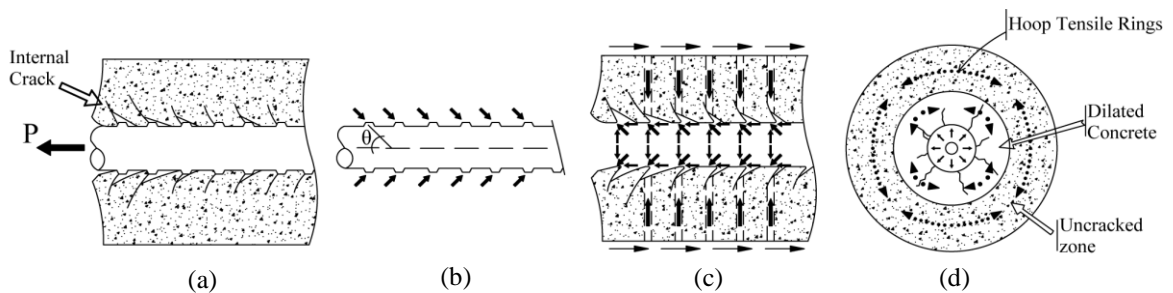 Internal
Crack
P
(a)
θ
(b)
(c)
Hoop Tensile Rings
Dilated
Concrete
Uncracked
zone
(d)